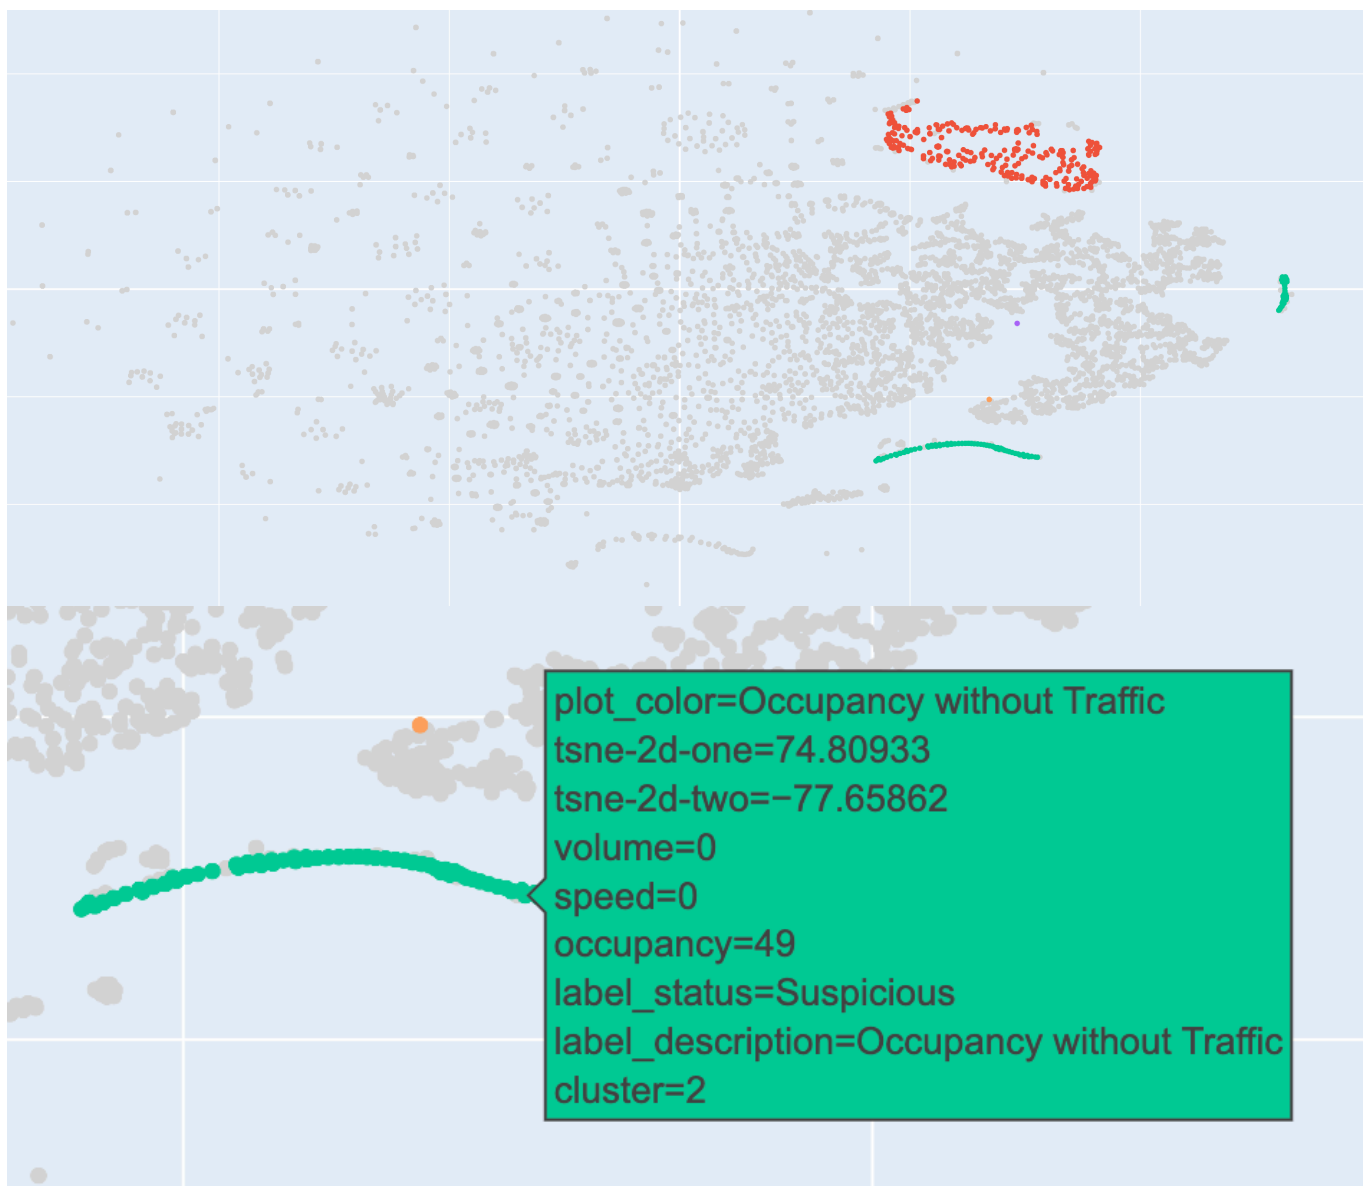 plot_color=Occupancy without Traffic
tsne-2d-one=74.80933
tsne-2d-two=−77.65862
volume=0
speed=0
occupancy=49
label_status=Suspicious
label_description=Occupancy without Traffic
cluster=2